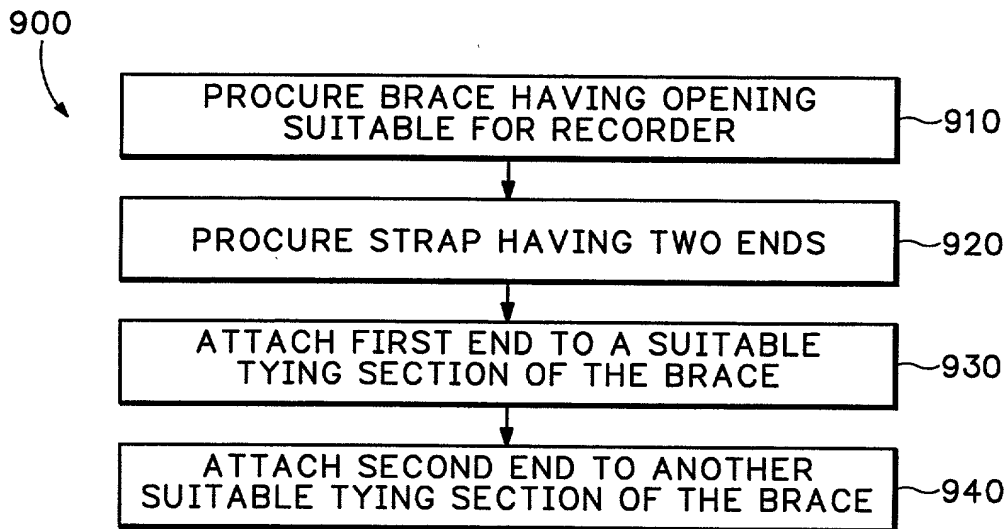 900
PROCURE BRACE HAVING OPENING
SUITABLE FOR RECORDER
910
PROCURE STRAP HAVING TWO ENDS
920
ATTACH FIRST END TO A SUITABLE
TYING SECTION OF THE BRACE
930
ATTACH SECOND END TO ANOTHER
SUITABLE TYING SECTION OF THE BRACE
940